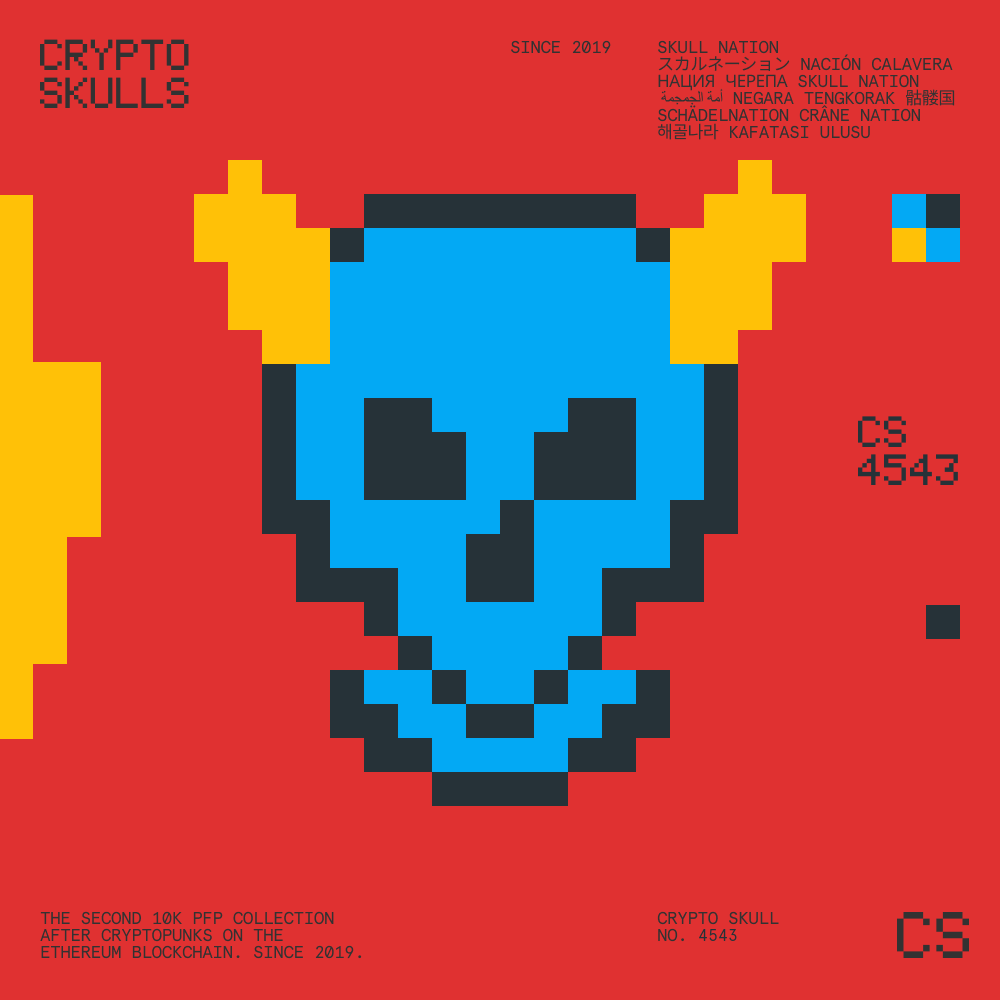 CRYPTO
SKULLS
SINCE 2019
SKULL NATION
スカルネーション NACIÓN CALAVERA
НАЦИЯ ЧЕРЕПА SKULL NATION
أمة الجمجمة NEGARA TENGKORAK 骷髅国
SCHÄDELNATION CRÂNE NATION
해골나라 KAFATASI ULUSU
CS
4543
THE SECOND 10K PFP COLLECTION
AFTER CRYPTOPUNKS ON THE
ETHEREUM BLOCKCHAIN. SINCE 2019.
CRYPTO SKULL
NO. 4543
CS